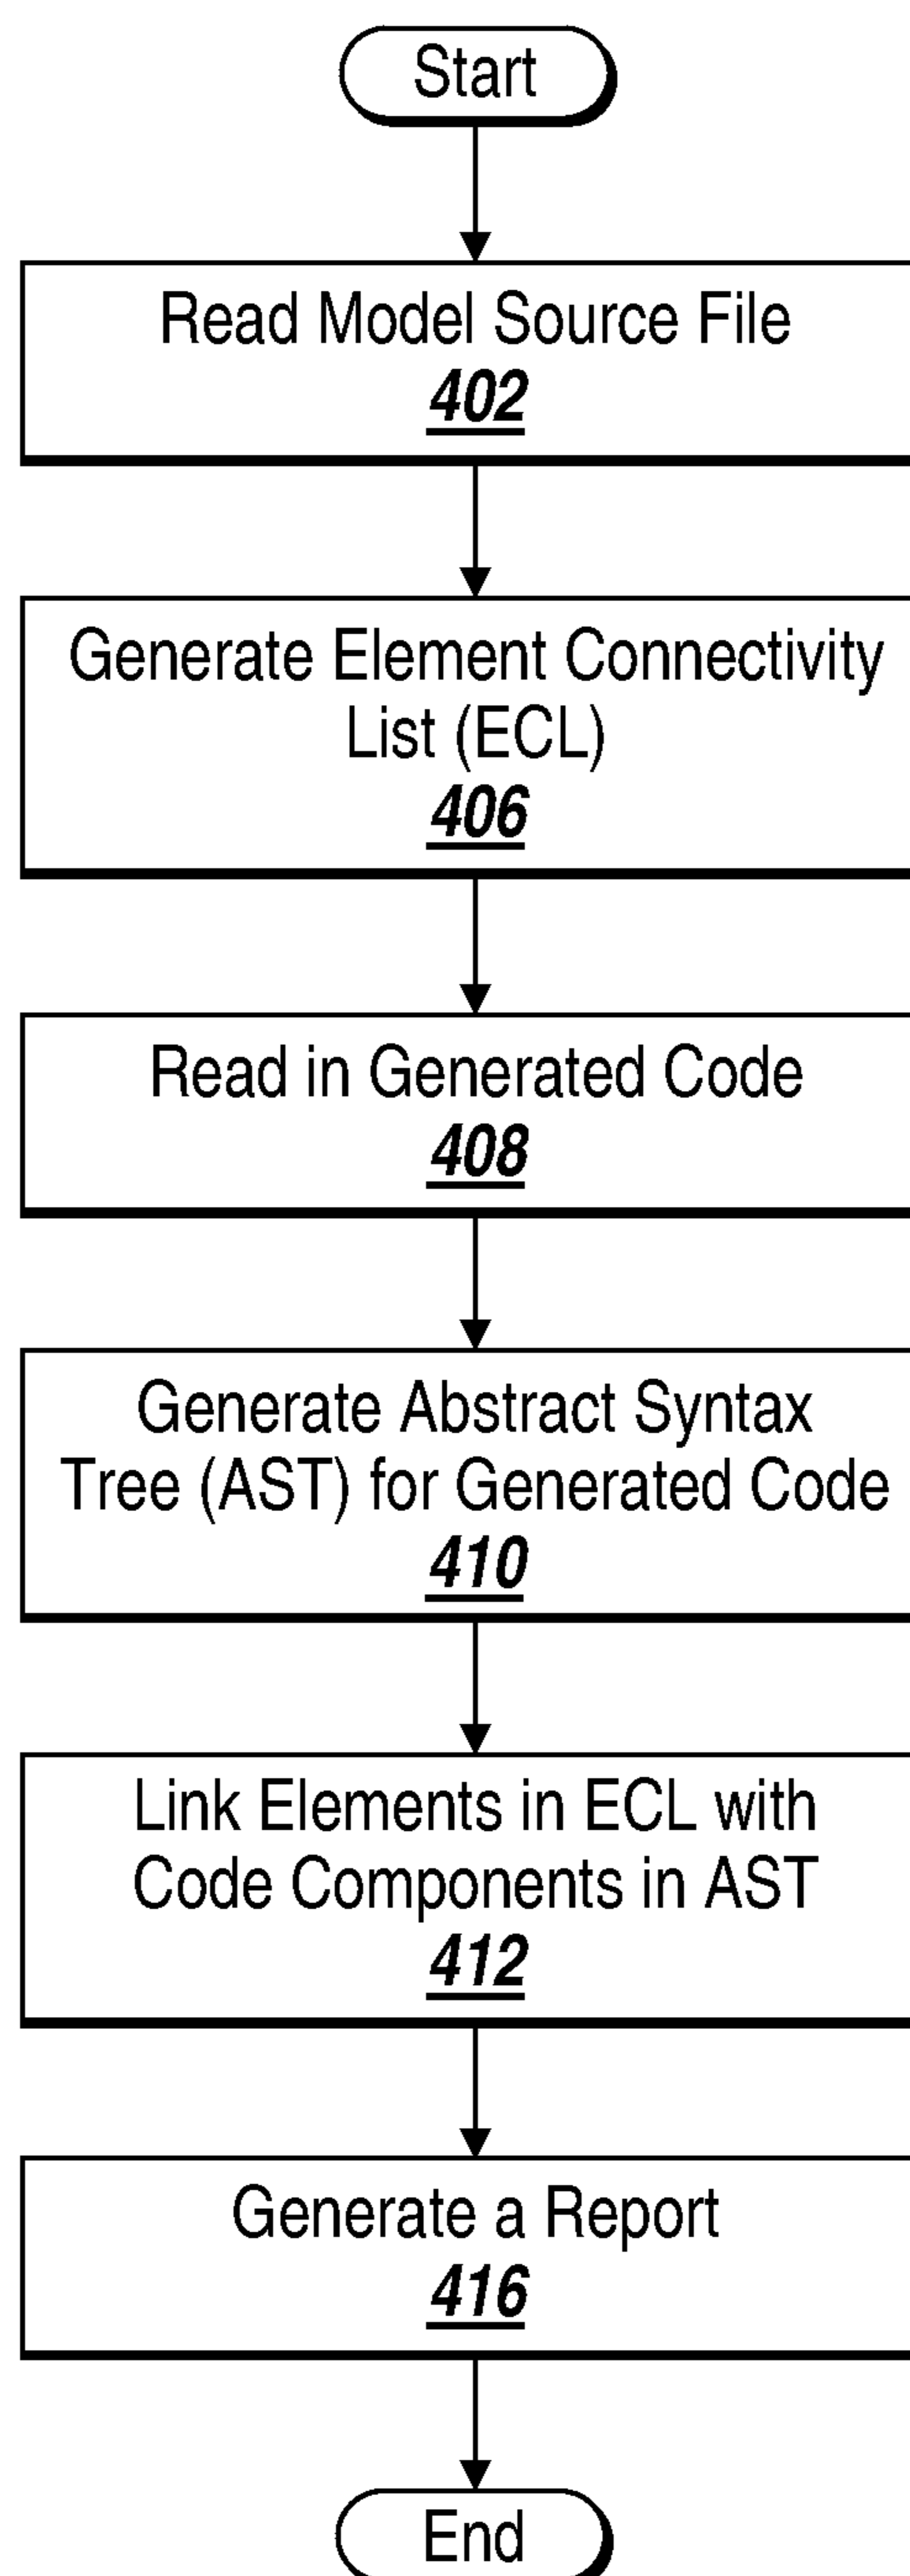 Start
Read Model Source File
402
Generate Element Connectivity
List (ECL)
406
Read in Generated Code
408
Generate Abstract Syntax
Tree (AST) for Generated Code
410
Link Elements in ECL with
Code Components in AST
412
Generate a Report
416
End